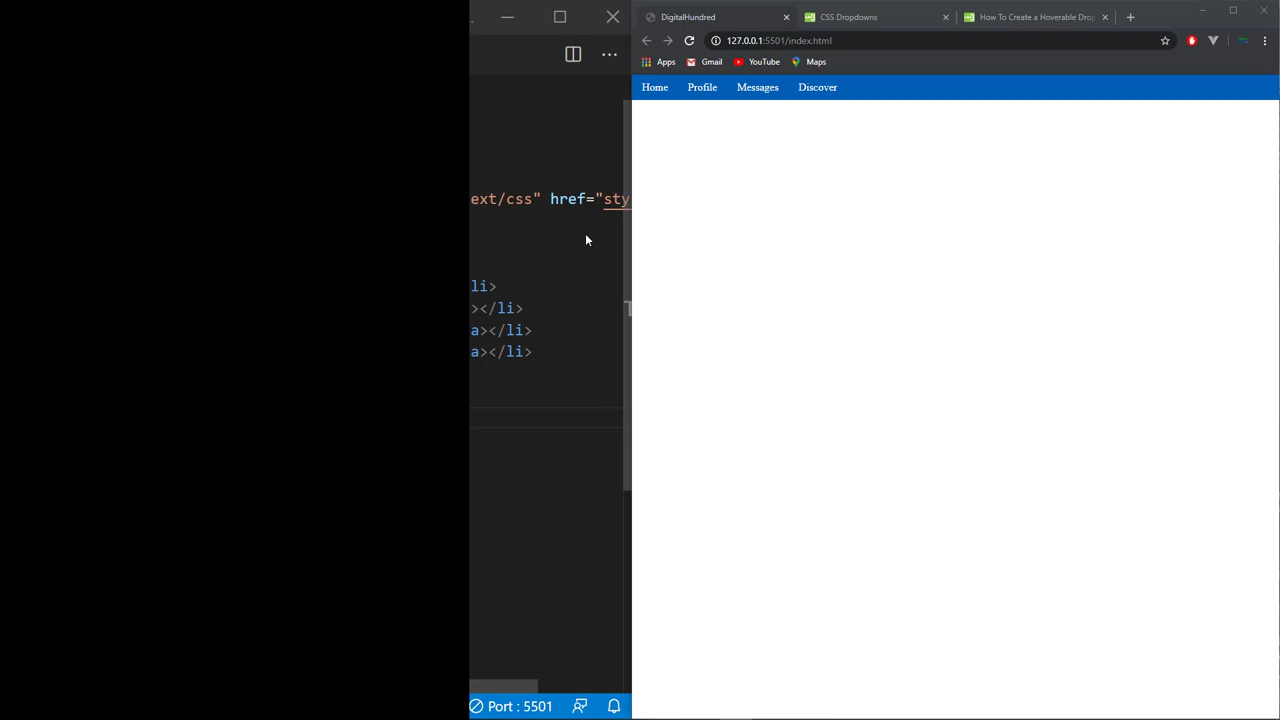 ext/css" href="sty
li>
></li>
a></li>
a></li>
Port : 5501
DigitalHundred
CSS Dropdowns
How To Create a Hoverable Drop
127.0.0.1:5501/index.html
Apps Gmail YouTube Maps
Home Profile Messages Discover